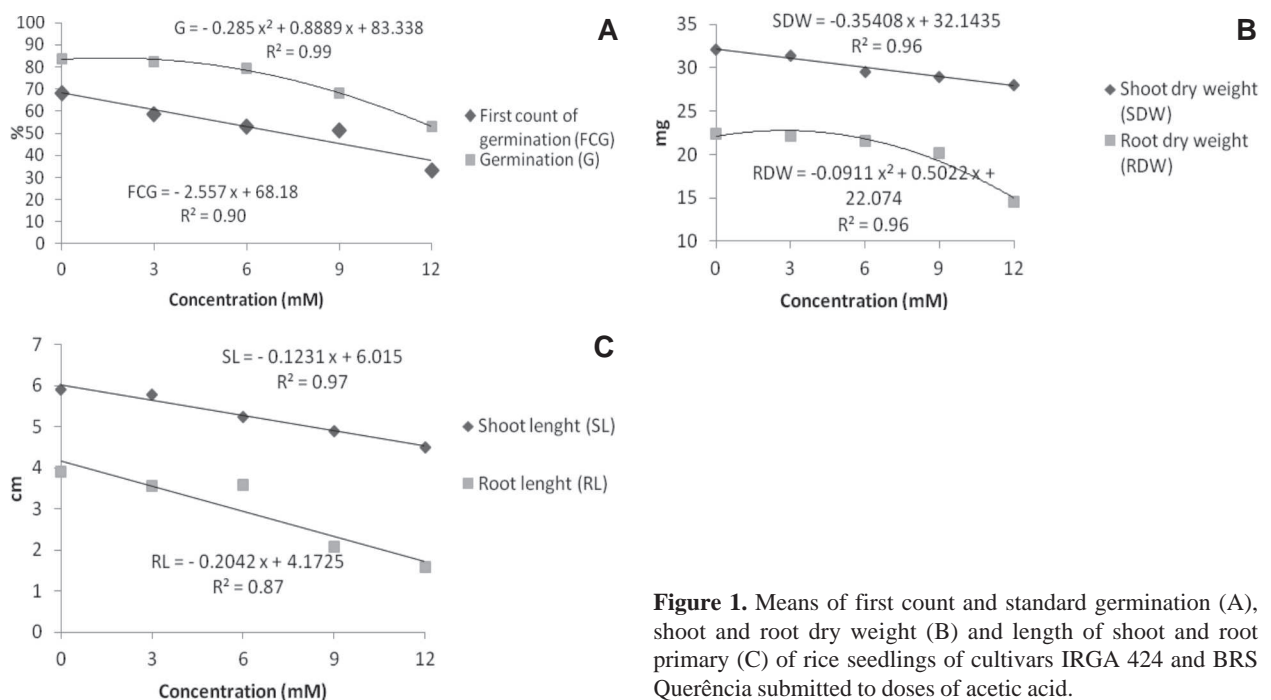 G = - 0.285 x² + 0.8889 x + 83.338
R² = 0.99
A
100
90
80
70
60
50
40
30
20
10
0
%
First count of
germination (FCG)
Germination (G)
FCG = - 2.557 x + 68.18
R² = 0.90
0 3 6 9 12
Concentration (mM)
SDW = -0.35408 x + 32.1435
R² = 0.96
B
35
30
25
20
15
10
mg
Shoot dry weight
(SDW)
Root dry weight
(RDW)
RDW = -0.0911 x² + 0.5022 x +
22.074
R² = 0.96
0 3 6 9 12
Concentration (mM)
C
SL = - 0.1231 x + 6.015
R² = 0.97
7
6
5
4
3
2
1
0
cm
Shoot lenght (SL)
Root lenght (RL)
RL = - 0.2042 x + 4.1725
R² = 0.87
0 3 6 9 12
Concentration (mM)
Figure 1. Means of first count and standard germination (A),
shoot and root dry weight (B) and length of shoot and root
primary (C) of rice seedlings of cultivars IRGA 424 and BRS
Querência submitted to doses of acetic acid.